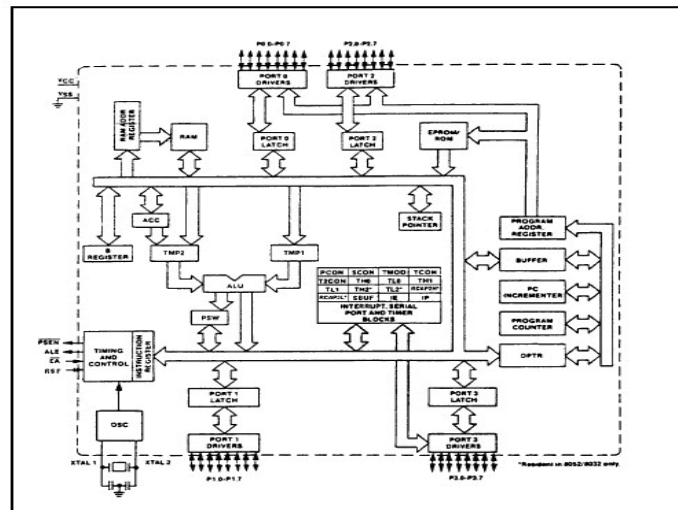 P0.0-P0.7
P2.0-P2.7
VCC
VSS
PORT 0
DRIVERS
PORT 2
DRIVERS
RAM ADDR
REGISTER
RAM
PORT 0
LATCH
PORT 2
LATCH
EPROM/
ROM
B
REGISTER
ACC
STACK
POINTER
PROGRAM
ADDR.
REGISTER
TMP2
TMP1
BUFFER
ALU
PCON
SCON
TMOD
TCON
T2CON
TH0
TL0
TH1
TL1
TH2*
TL2*
RCAP2H*
RCAP2L*
SBUF
IE
IP
INTERRUPT, SERIAL
PORT AND TIMER
BLOCKS
PC
INCREMENTER
PSW
PROGRAM
COUNTER
PSEN
ALE
EA
RST
TIMING
AND
CONTROL
INSTRUCTION
REGISTER
DPTR
PORT 1
LATCH
PORT 3
LATCH
OSC
PORT 1
DRIVERS
PORT 3
DRIVERS
XTAL 1
XTAL 2
P1.0-P1.7
P3.0-P3.7
*Resident in 8052/8032 only.